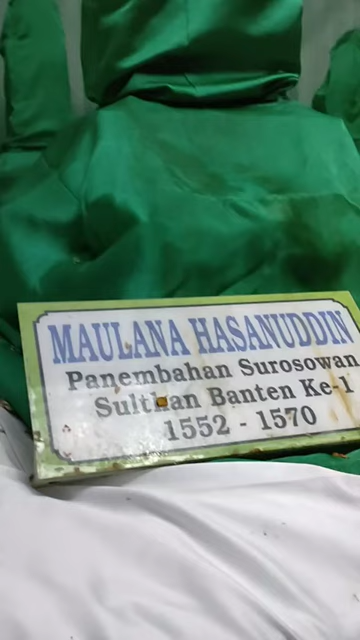 MAULANA HASANUDDIN
Panembahan Surosowan
Sulthan Banten Ke-1
1552 - 1570